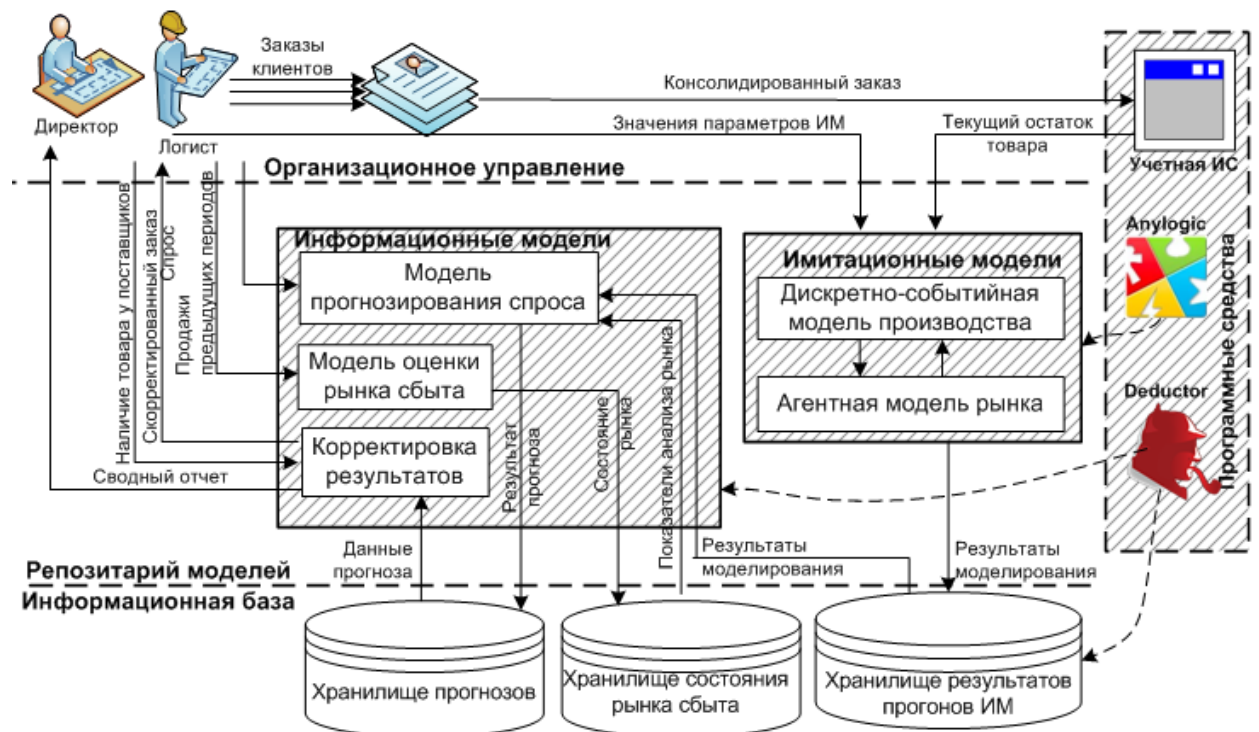 Заказы
клиентов
Консолидированный заказ
Директор
Логист
Значения параметров ИМ
Текущий остаток
товара
Учетная ИС
Организационное управление
Наличие товара у поставщиков
Скорректированный заказ
Спрос
Продажи
предыдущих периодов
Информационные модели
Модель
прогнозирования спроса
Модель оценки
рынка сбыта
Корректировка
результатов
Сводный отчет
Результат
прогноза
Состояние
рынка
Показатели анализа рынка
Имитационные модели
Дискретно-событийная
модель производства
Агентная модель рынка
Anylogic
Deductor
Программные средства
Данные
прогноза
Результаты
моделирования
Результаты
моделирования
Репозитарий моделей
Информационная база
Хранилище прогнозов
Хранилище состояния
рынка сбыта
Хранилище результатов
прогонов ИМ